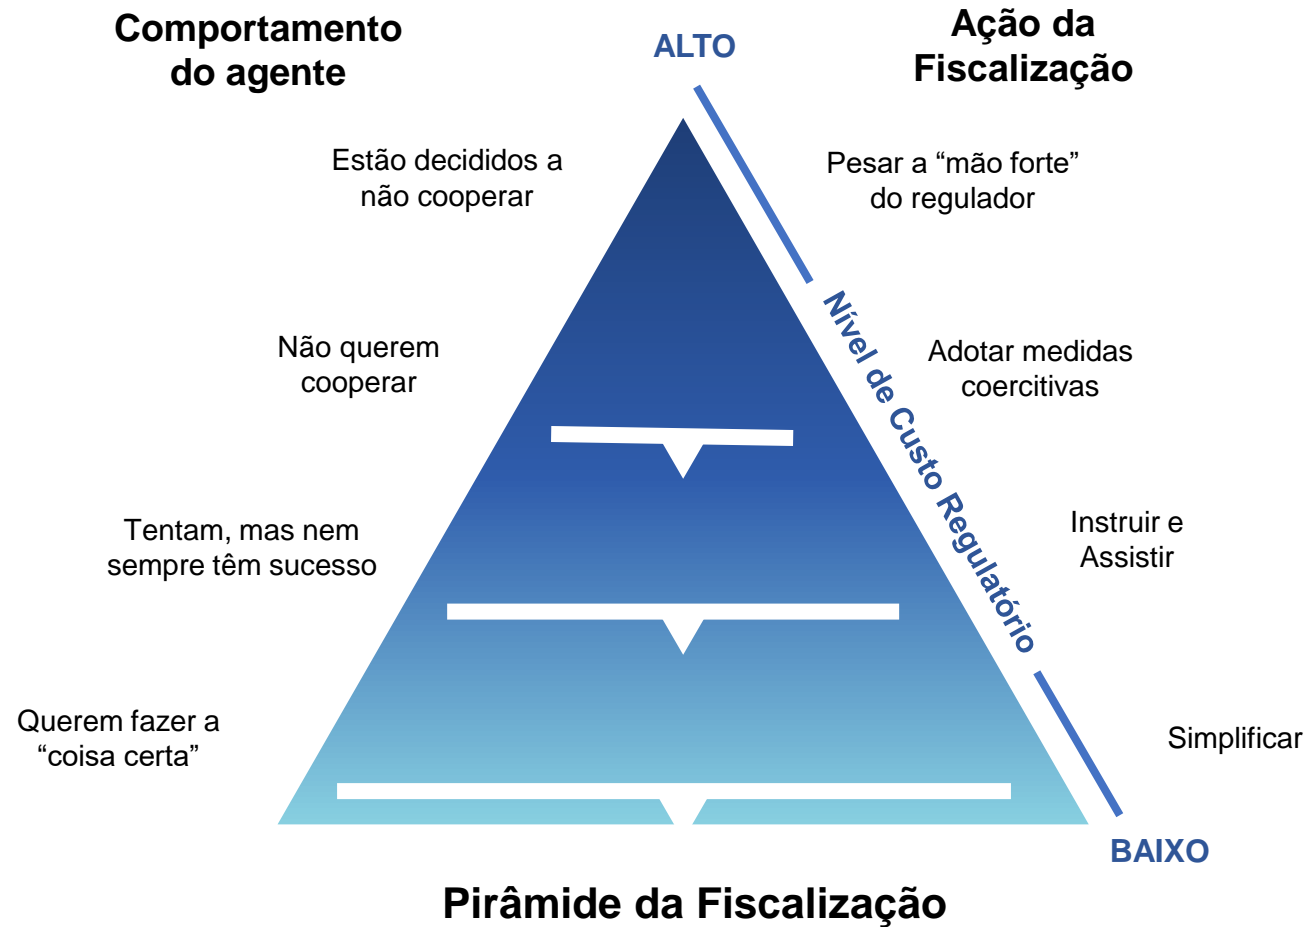 Comportamento
do agente
ALTO
Ação da
Fiscalização
Estão decididos a
não cooperar
Pesar a “mão forte”
do regulador
Não querem
cooperar
Nível de Custo Regulatório
Adotar medidas
coercitivas
Tentam, mas nem
sempre têm sucesso
Instruir e
Assistir
Querem fazer a
“coisa certa”
Simplificar
BAIXO
Pirâmide da Fiscalização